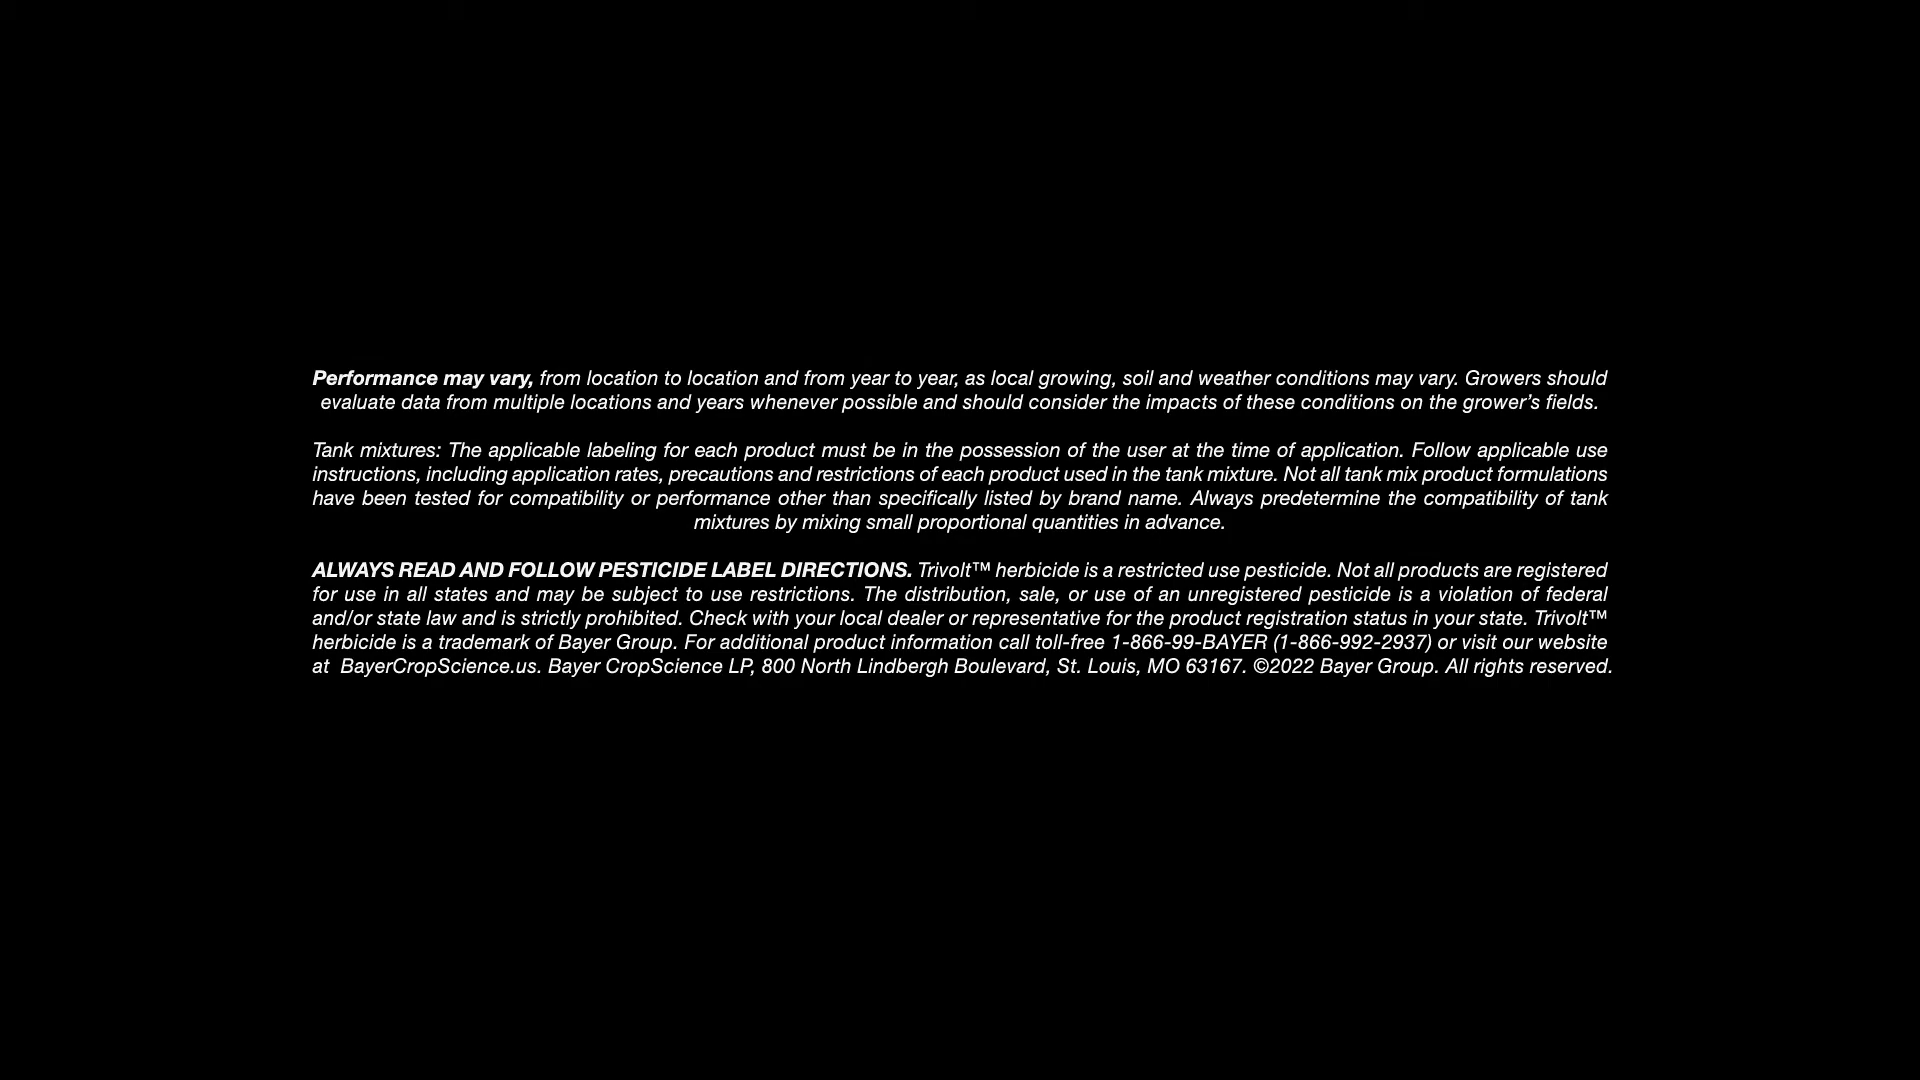 Performance may vary, from location to location and from year to year, as local growing, soil and weather conditions may vary. Growers should
evaluate data from multiple locations and years whenever possible and should consider the impacts of these conditions on the grower’s fields.
Tank mixtures: The applicable labeling for each product must be in the possession of the user at the time of application. Follow applicable use
instructions, including application rates, precautions and restrictions of each product used in the tank mixture. Not all tank mix product formulations
have been tested for compatibility or performance other than specifically listed by brand name. Always predetermine the compatibility of tank
mixtures by mixing small proportional quantities in advance.
ALWAYS READ AND FOLLOW PESTICIDE LABEL DIRECTIONS. Trivolt™ herbicide is a restricted use pesticide. Not all products are registered
for use in all states and may be subject to use restrictions. The distribution, sale, or use of an unregistered pesticide is a violation of federal
and/or state law and is strictly prohibited. Check with your local dealer or representative for the product registration status in your state. Trivolt™
herbicide is a trademark of Bayer Group. For additional product information call toll-free 1-866-99-BAYER (1-866-992-2937) or visit our website
at BayerCropScience.us. Bayer CropScience LP, 800 North Lindbergh Boulevard, St. Louis, MO 63167. ©2022 Bayer Group. All rights reserved.